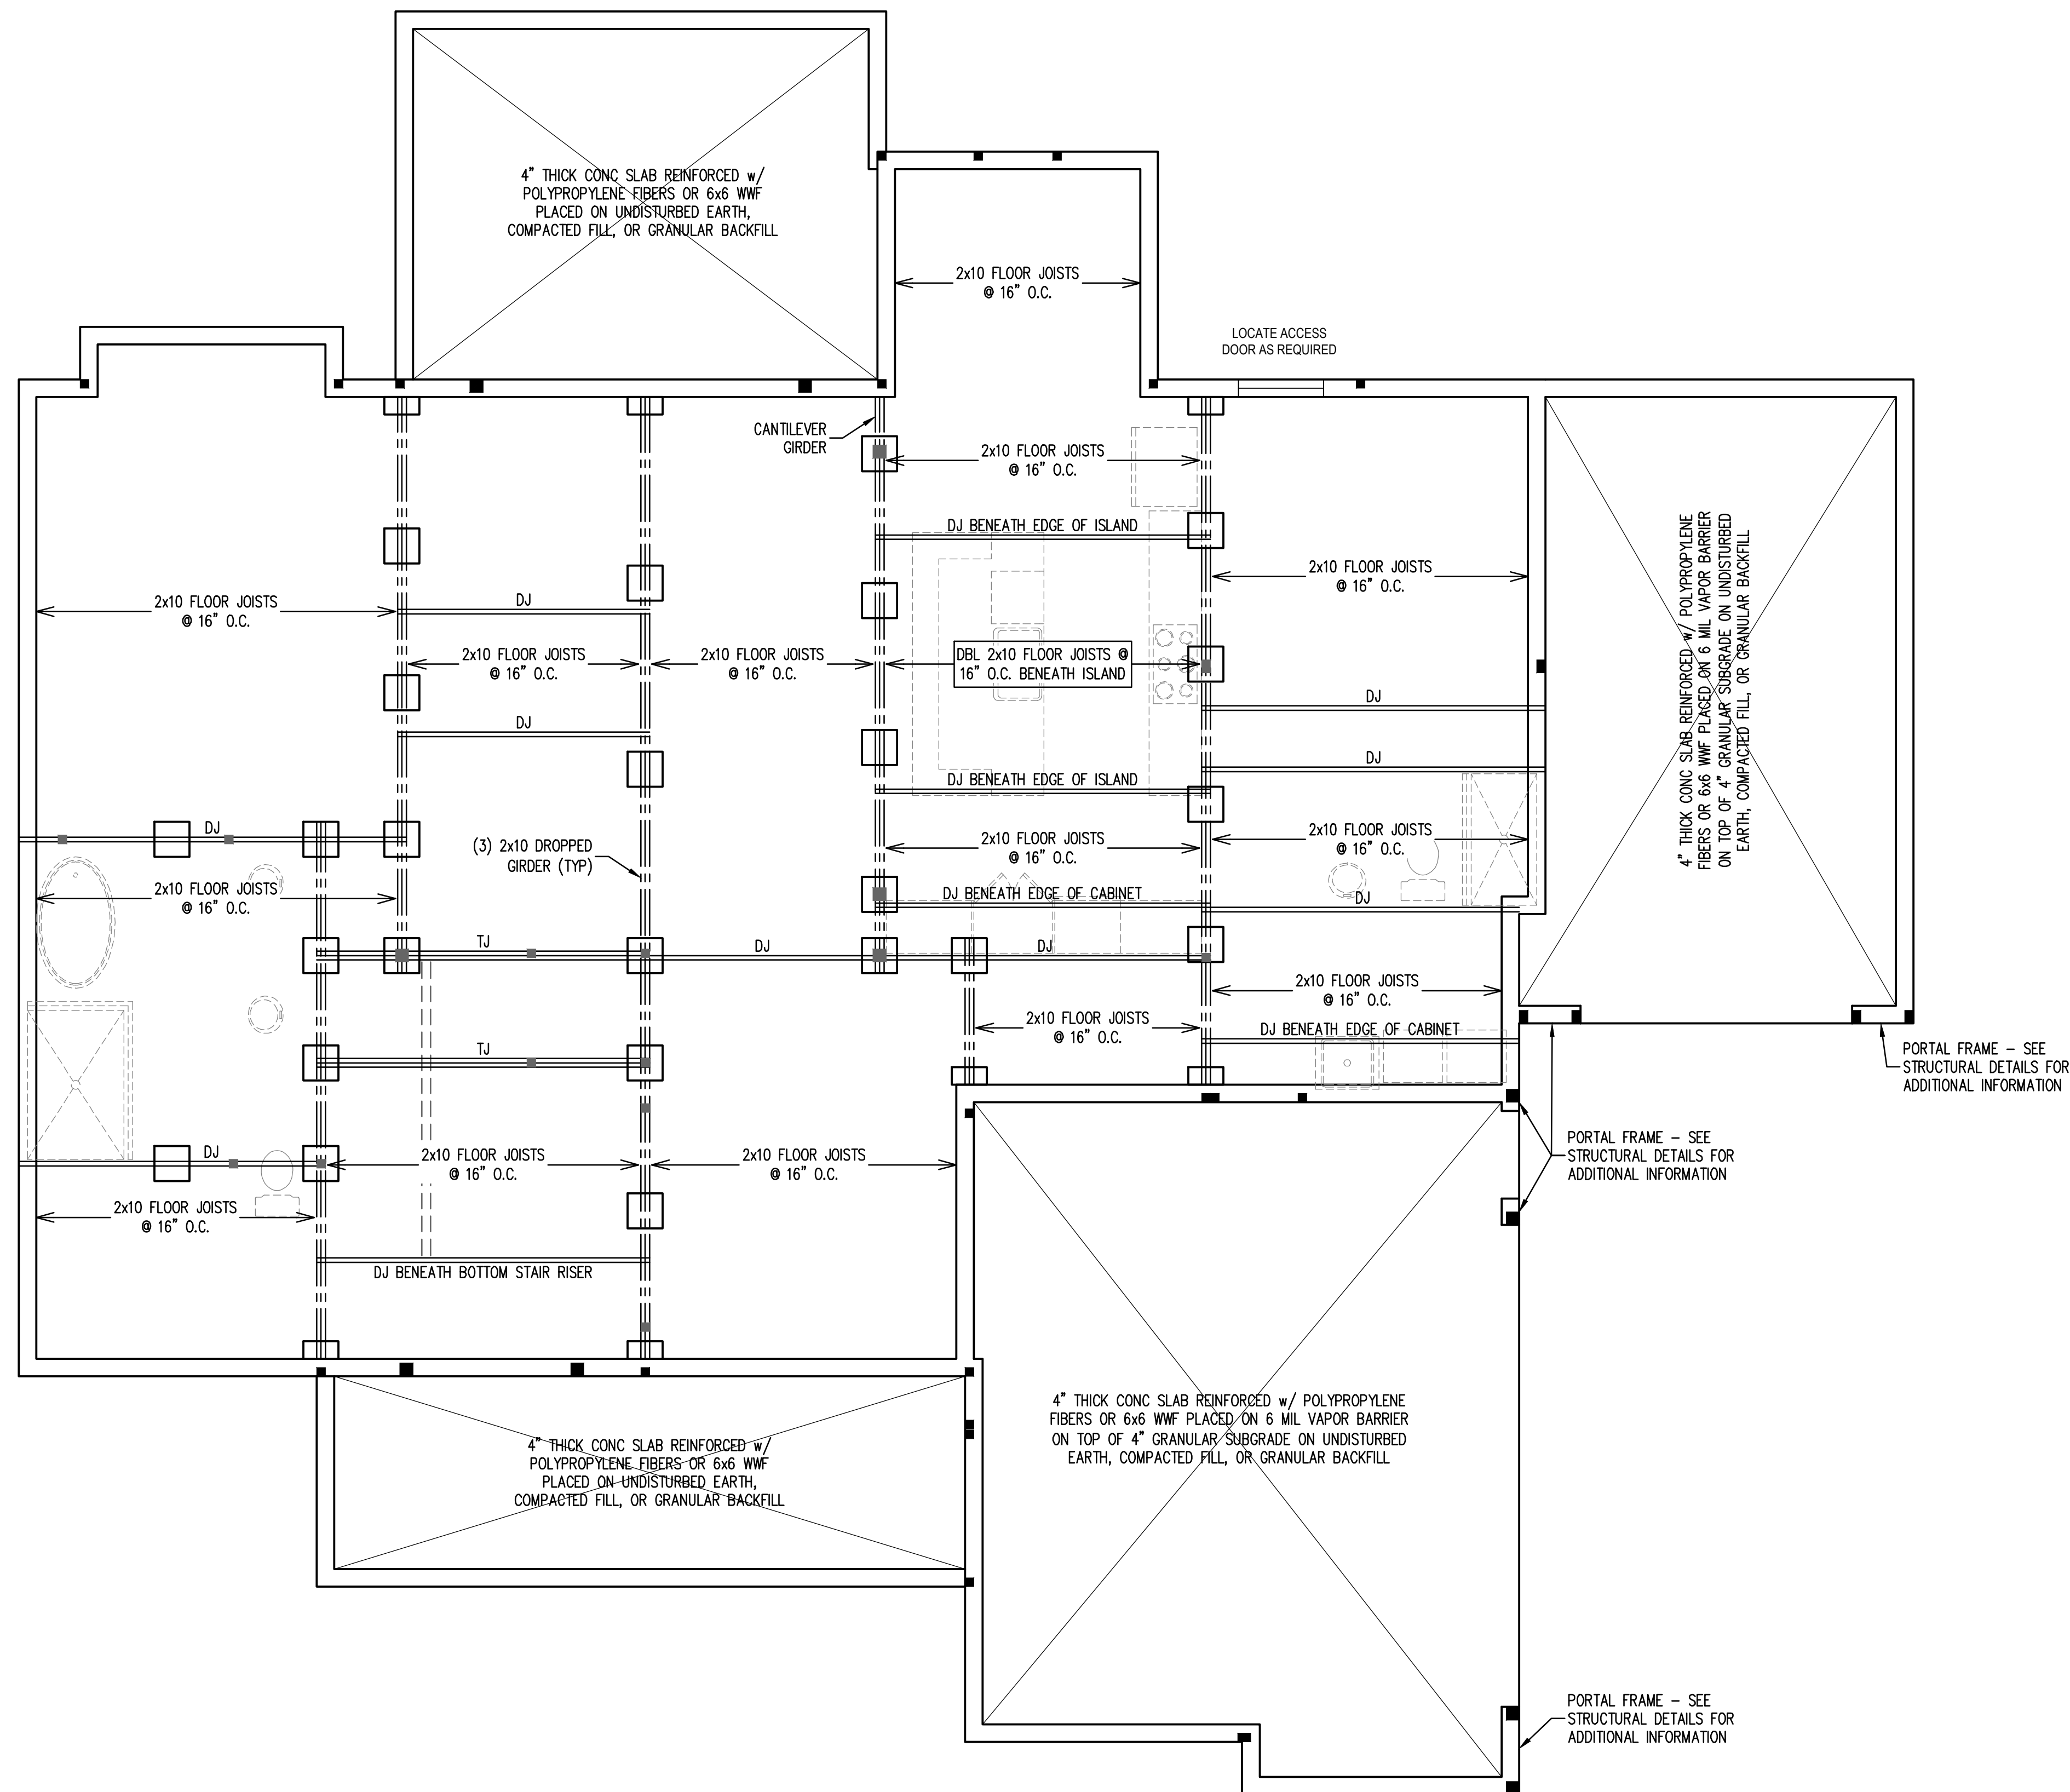 4" THICK CONC SLAB REINFORCED w/
POLYPROPYLENE FIBERS OR 6x6 WWF
PLACED ON UNDISTURBED EARTH,
COMPACTED FILL, OR GRANULAR BACKFILL
2x10 FLOOR JOISTS
@ 16" O.C.
LOCATE ACCESS
DOOR AS REQUIRED
CANTILEVER
GIRDER
2x10 FLOOR JOISTS
@ 16" O.C.
DJ BENEATH EDGE OF ISLAND
2x10 FLOOR JOISTS
@ 16" O.C.
4" THICK CONC SLAB REINFORCED w/ POLYPROPYLENE
FIBERS OR 6x6 WWF PLACED ON 6 MIL VAPOR BARRIER
ON TOP OF 4" GRANULAR SUBGRADE ON UNDISTURBED
EARTH, COMPACTED FILL, OR GRANULAR BACKFILL
2x10 FLOOR JOISTS
@ 16" O.C.
DJ
2x10 FLOOR JOISTS
@ 16" O.C.
2x10 FLOOR JOISTS
@ 16" O.C.
DBL 2x10 FLOOR JOISTS @
16" O.C. BENEATH ISLAND
DJ
DJ
DJ
DJ BENEATH EDGE OF ISLAND
DJ
(3) 2x10 DROPPED
GIRDER (TYP)
2x10 FLOOR JOISTS
@ 16" O.C.
2x10 FLOOR JOISTS
@ 16" O.C.
2x10 FLOOR JOISTS
@ 16" O.C.
DJ BENEATH EDGE OF CABINET
DJ
TJ
DJ
DJ
2x10 FLOOR JOISTS
@ 16" O.C.
2x10 FLOOR JOISTS
@ 16" O.C.
DJ BENEATH EDGE OF CABINET
TJ
PORTAL FRAME – SEE
STRUCTURAL DETAILS FOR
ADDITIONAL INFORMATION
PORTAL FRAME – SEE
STRUCTURAL DETAILS FOR
ADDITIONAL INFORMATION
DJ
2x10 FLOOR JOISTS
@ 16" O.C.
2x10 FLOOR JOISTS
@ 16" O.C.
2x10 FLOOR JOISTS
@ 16" O.C.
DJ BENEATH BOTTOM STAIR RISER
4" THICK CONC SLAB REINFORCED w/ POLYPROPYLENE
FIBERS OR 6x6 WWF PLACED ON 6 MIL VAPOR BARRIER
ON TOP OF 4" GRANULAR SUBGRADE ON UNDISTURBED
EARTH, COMPACTED FILL, OR GRANULAR BACKFILL
4" THICK CONC SLAB REINFORCED w/
POLYPROPYLENE FIBERS OR 6x6 WWF
PLACED ON UNDISTURBED EARTH,
COMPACTED FILL, OR GRANULAR BACKFILL
PORTAL FRAME – SEE
STRUCTURAL DETAILS FOR
ADDITIONAL INFORMATION